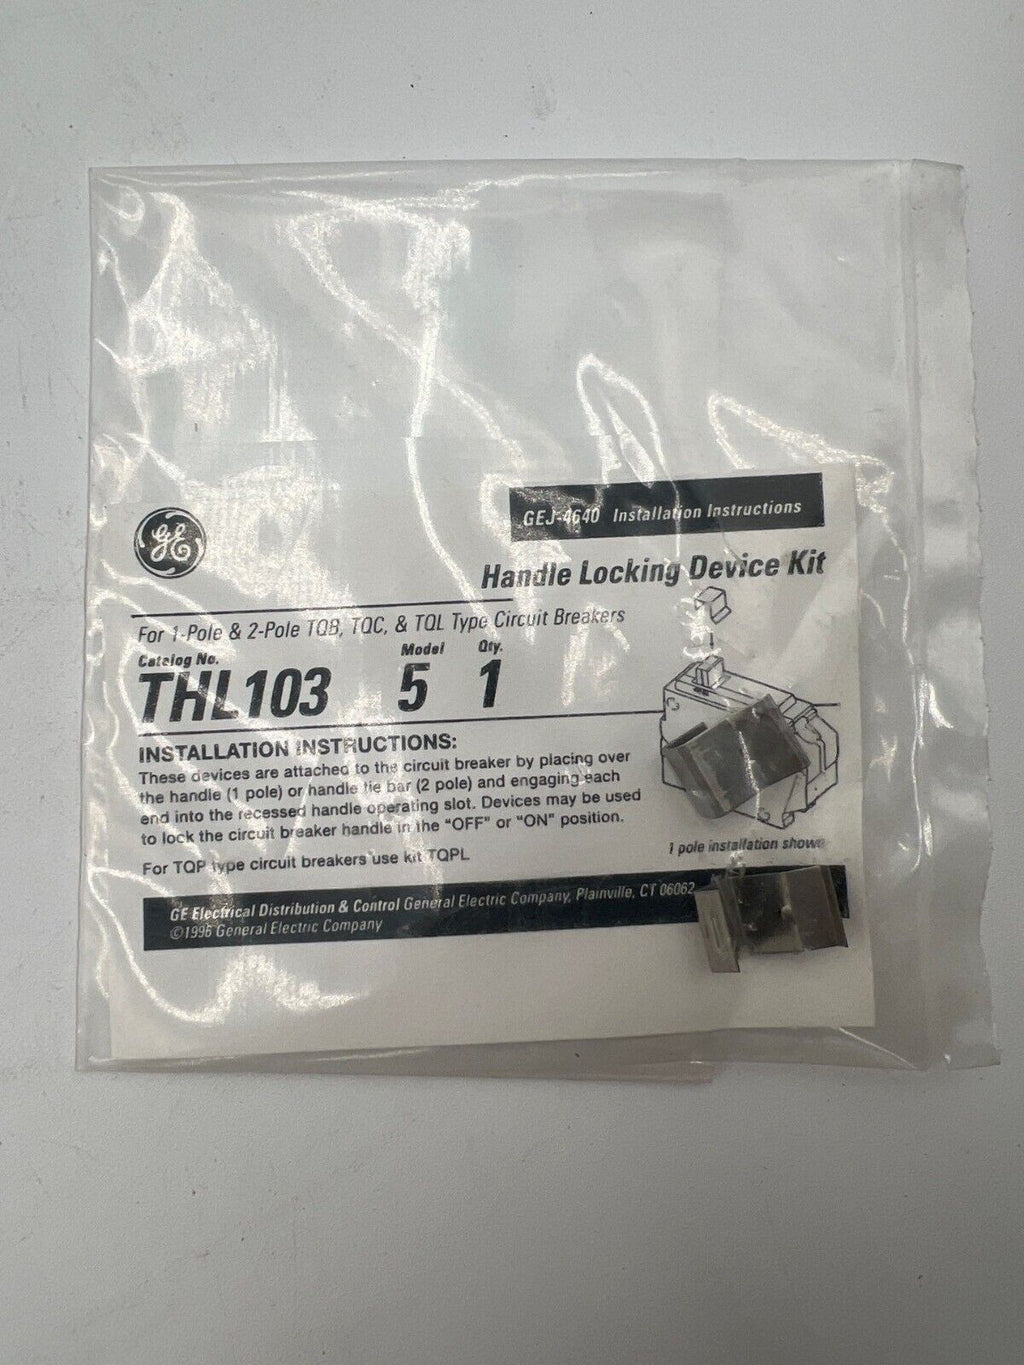 GE
GEJ-4640 Installation Instructions
Handle Locking Device Kit
For 1-Pole & 2-Pole TQB, TQC, & TQL Type Circuit Breakers
Catalog No. Model Qty.
THL103 5 1
INSTALLATION INSTRUCTIONS:
These devices are attached to the circuit breaker by placing over
the handle (1 pole) or handle tie bar (2 pole) and engaging each
end into the recessed handle operating slot. Devices may be used
to lock the circuit breaker handle in the "OFF" or "ON" position.
1 pole installation shown
For TQP type circuit breakers use kit TQPL
GE Electrical Distribution & Control General Electric Company, Plainville, CT 06062
©1996 General Electric Company